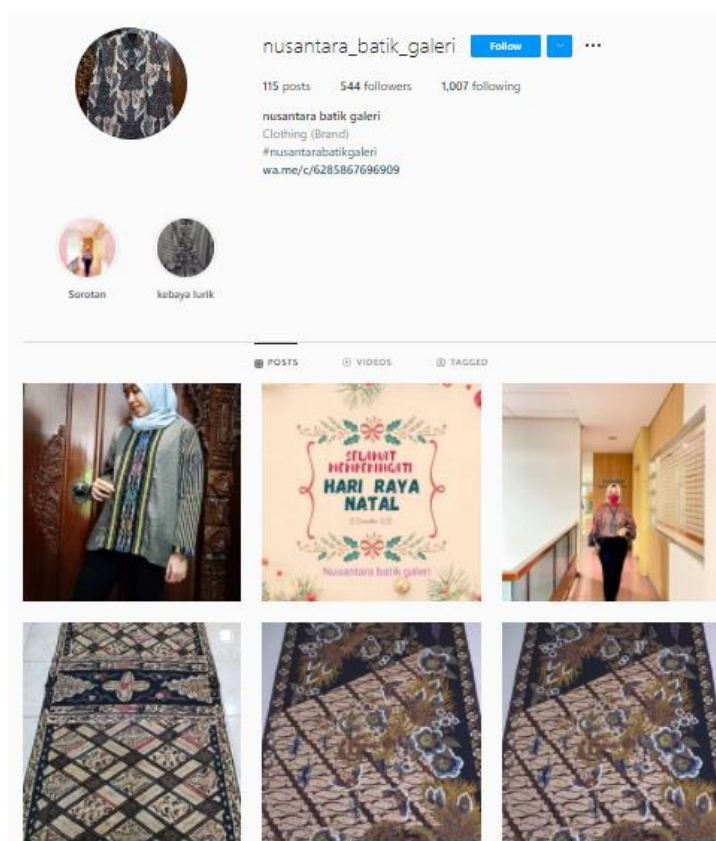 nusantara_batik_galeri Follow
115 posts 544 followers 1,007 following
nusantara batik galeri
Clothing (Brand)
#nusantarabatikgaleri
wa.me/c/6285867696909
Sorotan kebaya lurik
POSTS VIDEOS TAGGED
SELAMAT
MEMPERINGATI
HARI RAYA
NATAL
Nusantara batik galeri